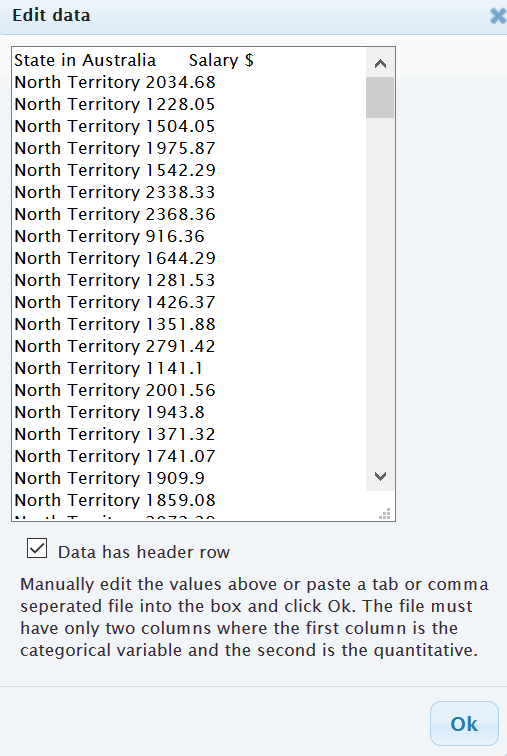 Edit data
State in Australia Salary $
North Territory 2034.68
North Territory 1228.05
North Territory 1504.05
North Territory 1975.87
North Territory 1542.29
North Territory 2338.33
North Territory 2368.36
North Territory 916.36
North Territory 1644.29
North Territory 1281.53
North Territory 1426.37
North Territory 1351.88
North Territory 2791.42
North Territory 1141.1
North Territory 2001.56
North Territory 1943.8
North Territory 1371.32
North Territory 1741.07
North Territory 1909.9
North Territory 1859.08
Data has header row
Manually edit the values above or paste a tab or comma
seperated file into the box and click Ok. The file must
have only two columns where the first column is the
categorical variable and the second is the quantitative.
Ok